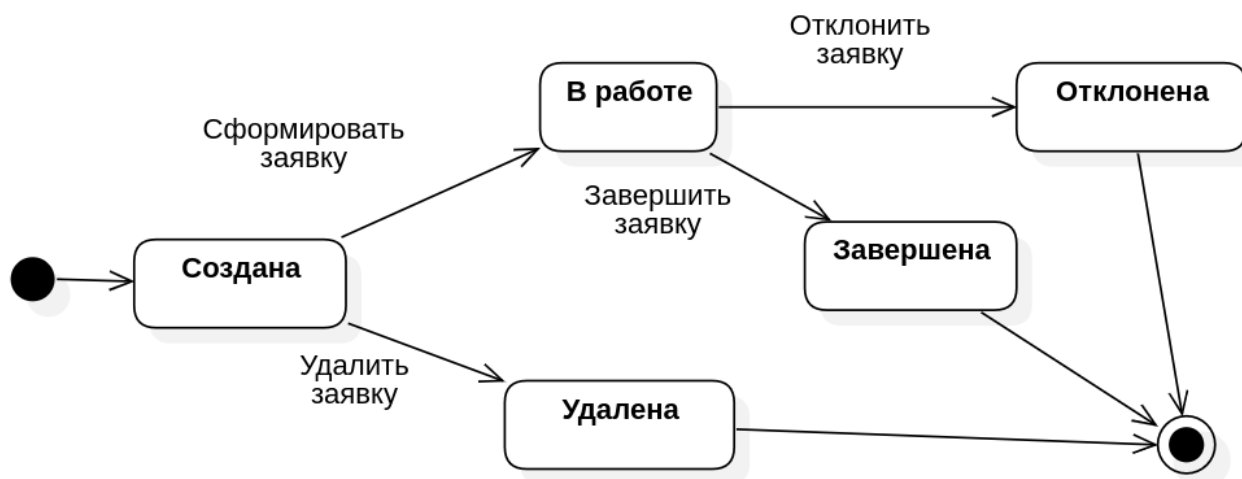 Отклонить
заявку
В работе
Отклонена
Сформировать
заявку
Завершить
заявку
Завершена
Создана
Удалить
заявку
Удалена